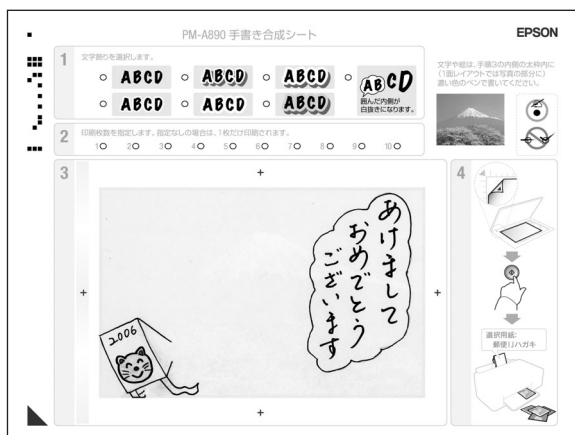 PM-A890 手書き合成シート
EPSON
1
文字飾りを選択します。
ABCD
ABCD
ABCD
ABCD
囲んだ内側が
白抜きになります。
ABCD
ABCD
ABCD
文字や絵は、手順3の内側の太枠内に
(1面レイアウトでは写真の部分に)
濃い色のペンで書いてください。
2
印刷枚数を指定します。指定なしの場合は、1枚だけ印刷されます。
1 2 3 4 5 6 7 8 9 10
3
あけまして
おめでとう
ございます
2006
4
選択用紙:
郵便IJハガキ